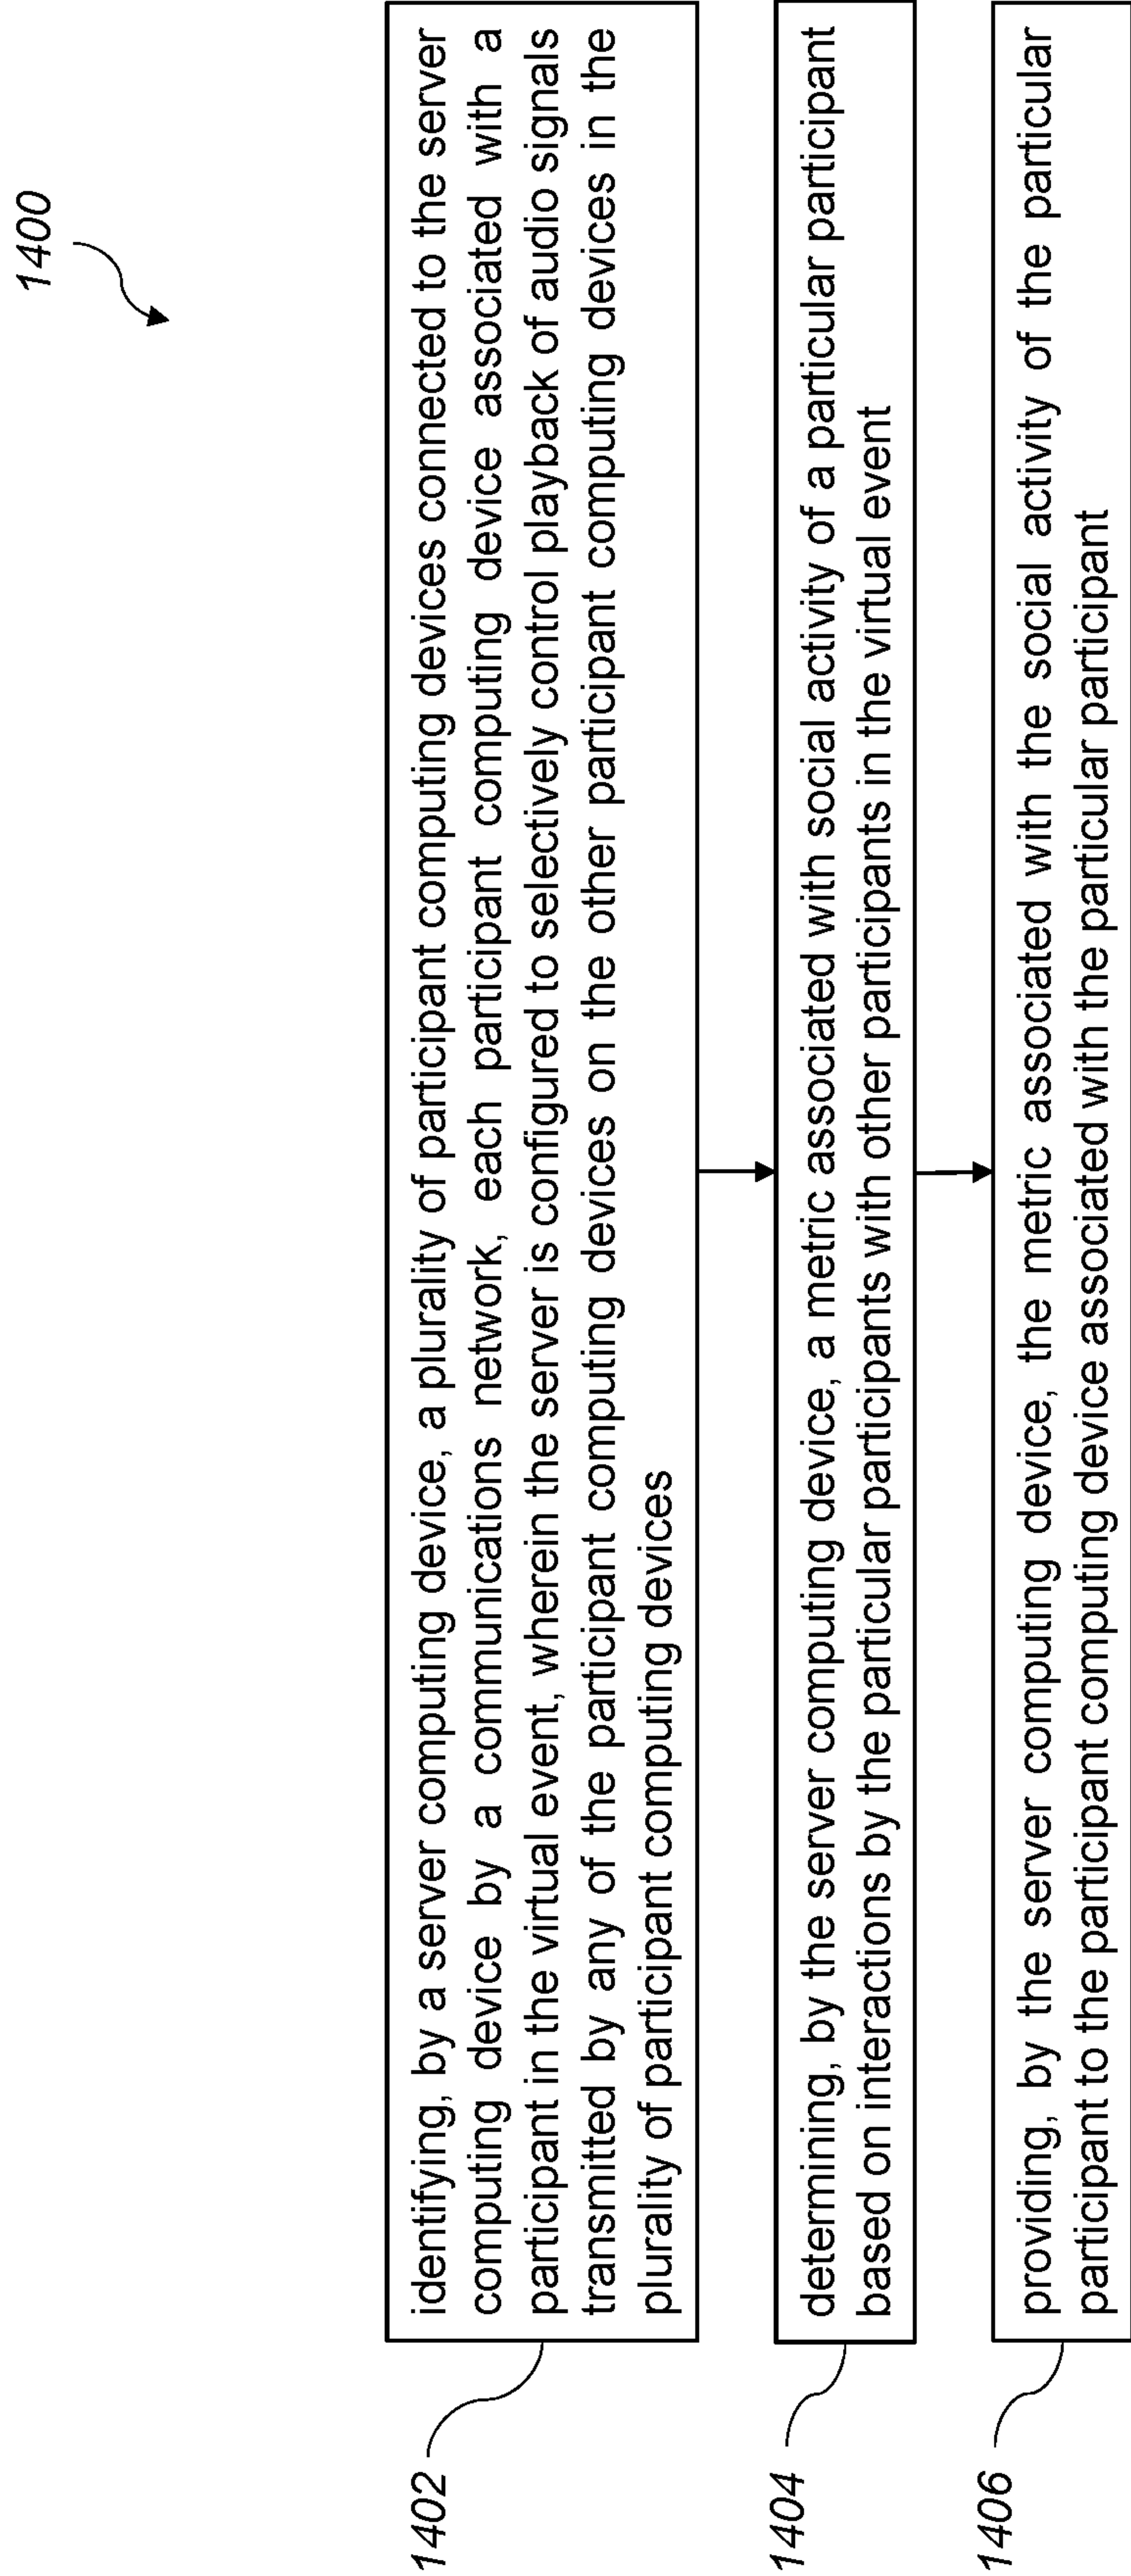 1400
1402
identifying, by a server computing device, a plurality of participant computing devices connected to the server
computing device by a communications network, each participant computing device associated with a
participant in the virtual event, wherein the server is configured to selectively control playback of audio signals
transmitted by any of the participant computing devices on the other participant computing devices in the
plurality of participant computing devices
1404
determining, by the server computing device, a metric associated with social activity of a particular participant
based on interactions by the particular participants with other participants in the virtual event
1406
providing, by the server computing device, the metric associated with the social activity of the particular
participant to the participant computing device associated with the particular participant